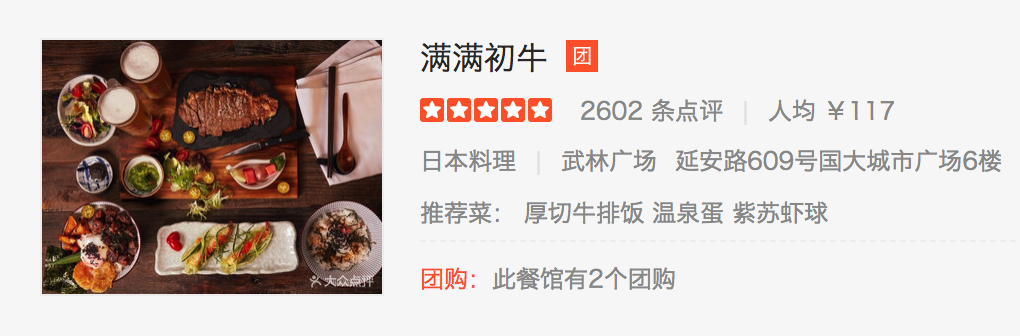 满满初牛 团
2602 条点评 | 人均 ￥117
日本料理 | 武林广场 延安路609号国大城市广场6楼
推荐菜： 厚切牛排饭 温泉蛋 紫苏虾球
团购：此餐馆有2个团购
大众点评